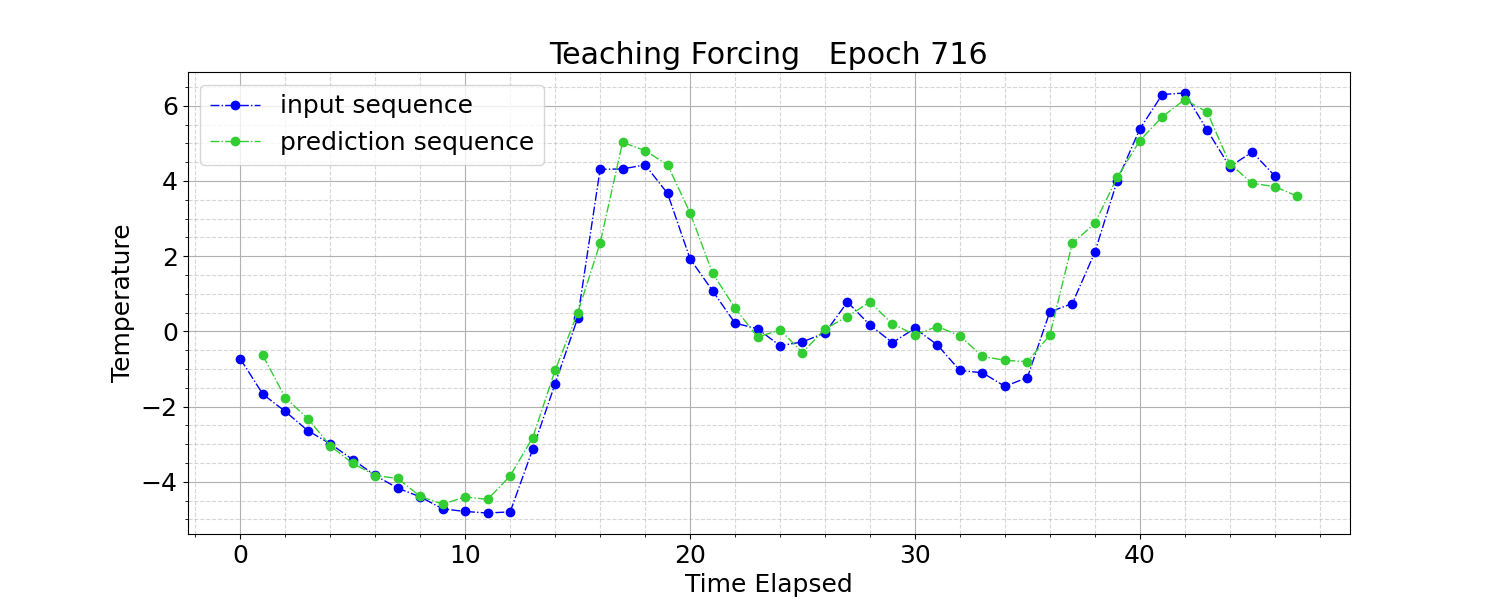 Teaching Forcing   Epoch 716
input sequence
prediction sequence
Temperature
6
4
2
0
−2
−4
0 10 20 30 40
Time Elapsed